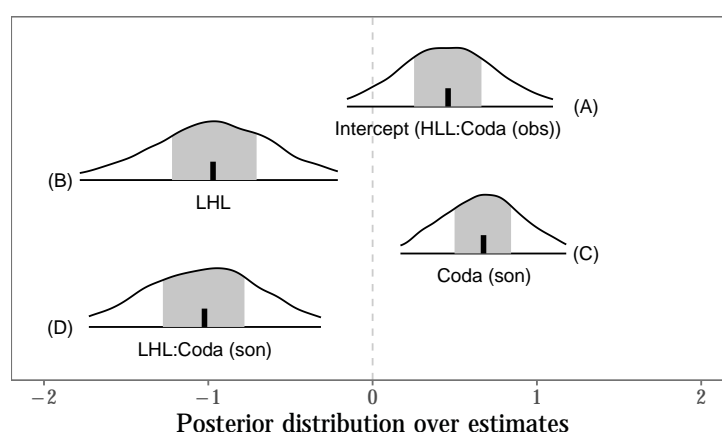 (A)
Intercept (HLL:Coda (obs))
(B)
LHL
(C)
Coda (son)
(D)
LHL:Coda (son)
−2 −1 0 1 2
Posterior distribution over estimates